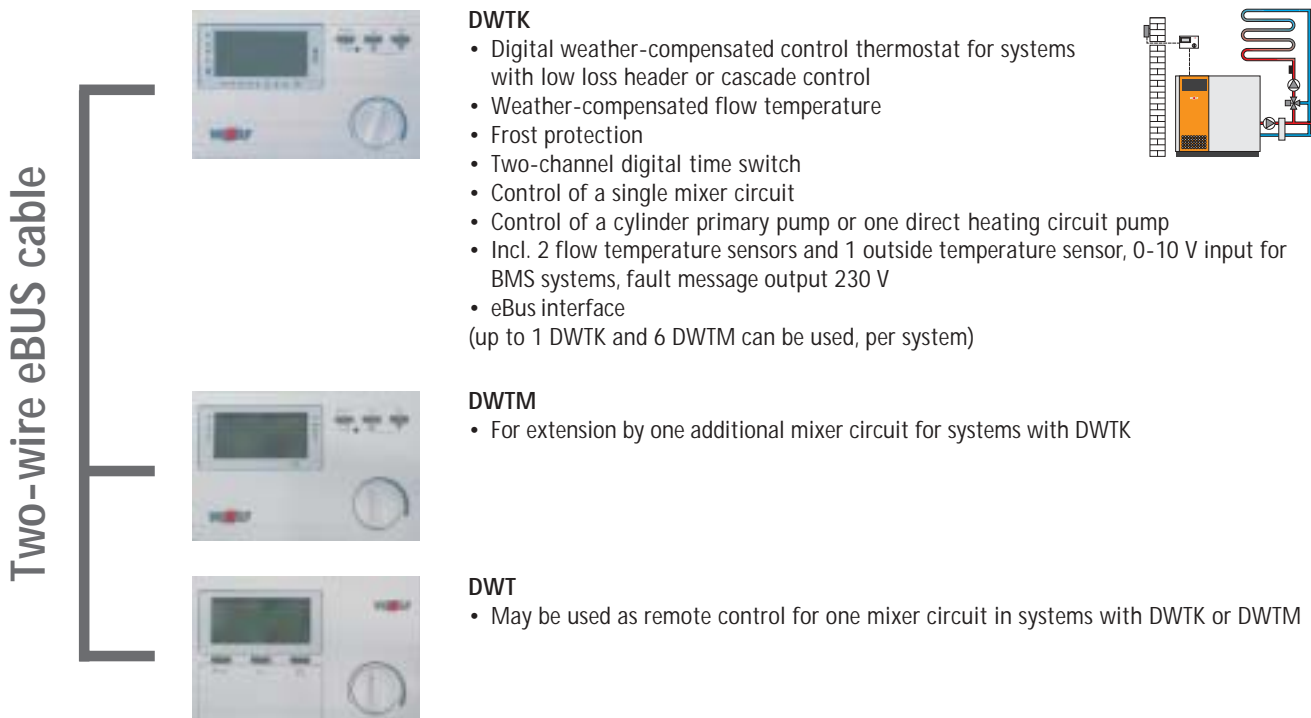 Two-wire eBUS cable
DWTK
• Digital weather-compensated control thermostat for systems
with low loss header or cascade control
• Weather-compensated flow temperature
• Frost protection
• Two-channel digital time switch
• Control of a single mixer circuit
• Control of a cylinder primary pump or one direct heating circuit pump
• Incl. 2 flow temperature sensors and 1 outside temperature sensor, 0-10 V input for
BMS systems, fault message output 230 V
• eBus interface
(up to 1 DWTK and 6 DWTM can be used, per system)
DWTM
• For extension by one additional mixer circuit for systems with DWTK
DWT
• May be used as remote control for one mixer circuit in systems with DWTK or DWTM